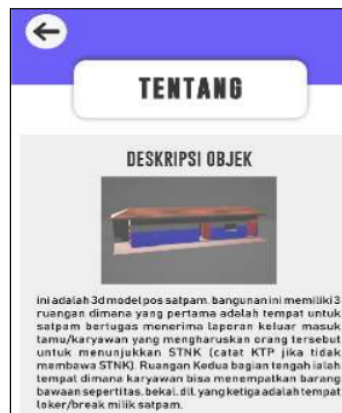 TENTANG
DESKRIPSI OBJEK
ini adalah 3d model pos satpam. bangunan ini memiliki 3
ruangan dimana yang pertama adalah tempat untuk
satpam bertugas menerima laporan keluar masuk
tamu/karyawan yang mengharuskan orang tersebut
untuk menunjukkan STNK (catat KTP jika tidak
membawa STNK). Ruangan Kedua bagian tengah ialah
tempat dimana karyawan bisa menempatkan barang
bawaan sepertitas, bekal, dll. yang ketiga adalah tempat
loker/break milik satpam.